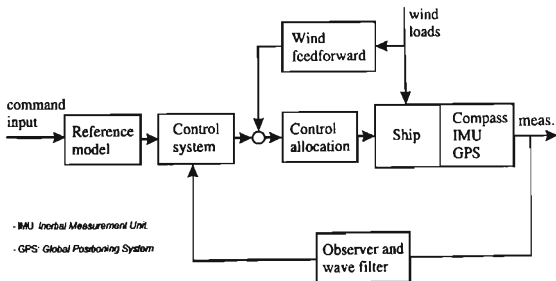 wind
loads
Wind
feedforward
command
input
Reference
model
Control
system
Control
allocation
Ship
Compass
IMU
GPS
meas.
- IMU Inertial Measurement Unit.
- GPS: Global Positioning System
Observer and
wave filter